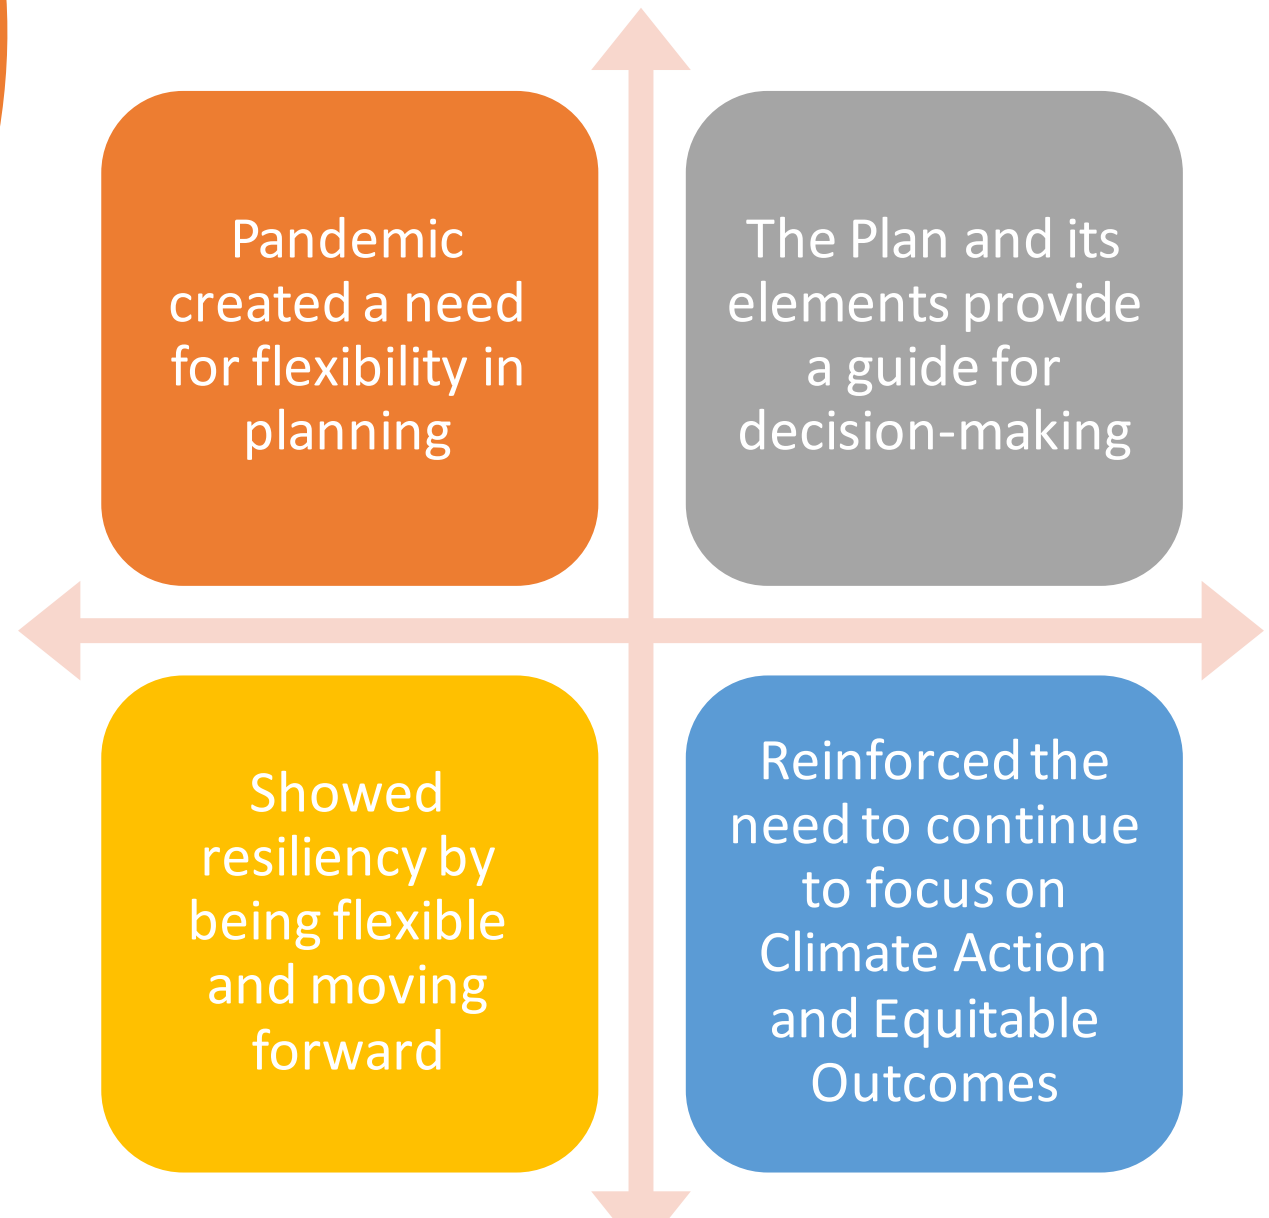 Pandemic
created a need
for flexibility in
planning
The Plan and its
elements provide
a guide for
decision-making
Showed
resiliency by
being flexible
and moving
forward
Reinforced the
need to continue
to focus on
Climate Action
and Equitable
Outcomes